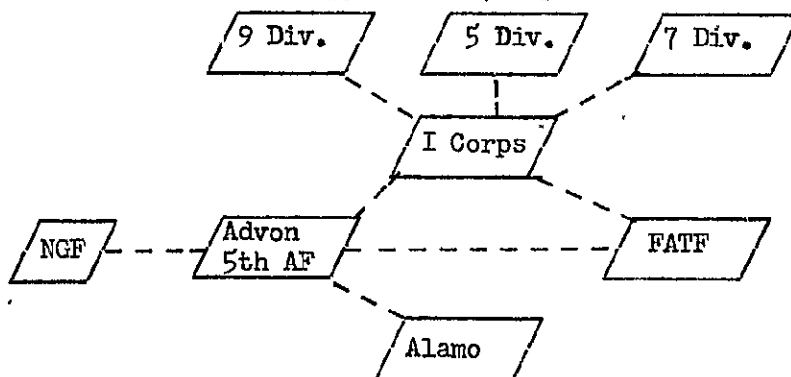 9 Div.
5 Div.
7 Div.
I Corps
NGF
Advon
5th AF
FATF
Alamo